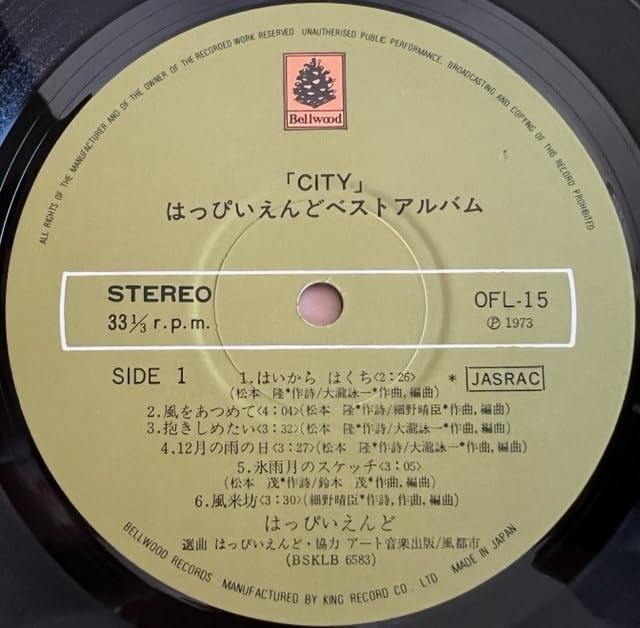 ALL RIGHTS OF THE MANUFACTURER AND OF THE OWNER OF THE RECORDED WORK RESERVED UNAUTHORISED PUBLIC PERFORMANCE, BROADCASTING AND COPYING OF THIS RECORD PROHIBITED
Bellwood
「CITY」
はっぴいえんどベストアルバム
STEREO
33 1/3 r.p.m.
OFL-15
Ⓟ 1973
SIDE 1
1.はいから はくち<2:26> * JASRAC
(松本 隆*作詩/大瀧詠一*作曲,編曲)
2.風をあつめて<4:04>(松本 隆*作詩/細野晴臣*作曲,編曲)
3.抱きしめたい<3:32>(松本 隆*作詩/大瀧詠一*作曲,編曲)
4.12月の雨の日<3:27>(松本 隆*作詩/大瀧詠一*作曲,編曲)
5.氷雨月のスケッチ<3:05>
(松本 茂*作詩/鈴木 茂*作曲,編曲)
6.風来坊<3:30>(細野晴臣*作詩,作曲,編曲)
はっぴいえんど
選曲 はっぴいえんど・協力 アート音楽出版/風都市
(BSKLB 6583)
BELLWOOD RECORDS MANUFACTURED BY KING RECORD CO. LTD MADE IN JAPAN